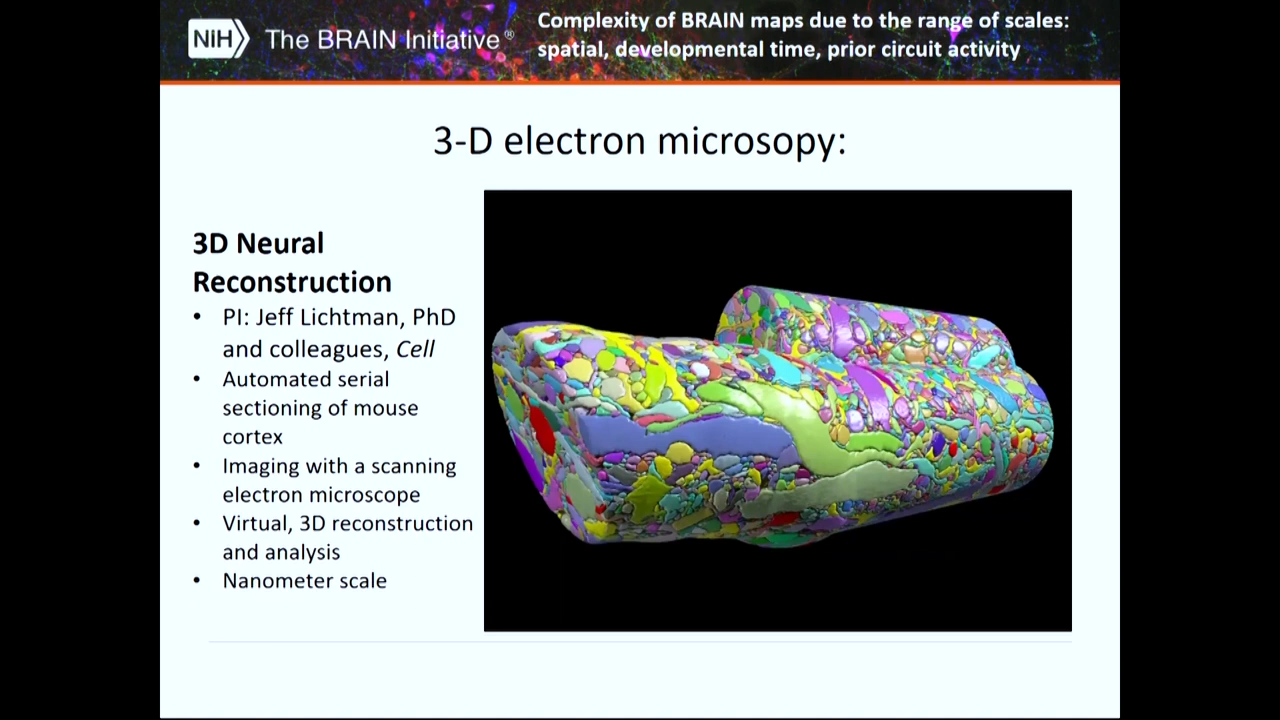 NIH The BRAIN Initiative®
Complexity of BRAIN maps due to the range of scales:
spatial, developmental time, prior circuit activity
3-D electron microsopy:
3D Neural
Reconstruction
• PI: Jeff Lichtman, PhD
and colleagues, Cell
• Automated serial
sectioning of mouse
cortex
• Imaging with a scanning
electron microscope
• Virtual, 3D reconstruction
and analysis
• Nanometer scale